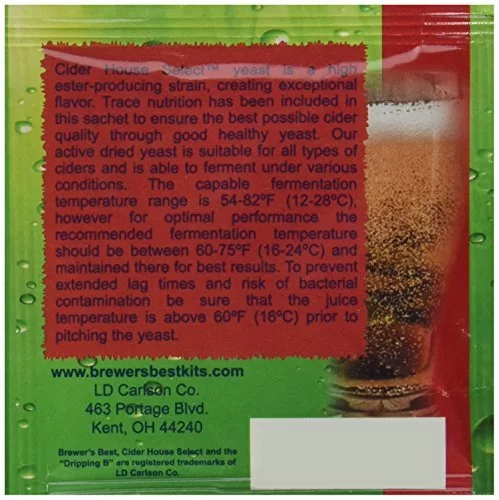 Cider House Select™ yeast is a high
ester-producing strain, creating exceptional
flavor. Trace nutrition has been included in
this sachet to ensure the best possible cider
quality through good healthy yeast. Our
active dried yeast is suitable for all types of
ciders and is able to ferment under various
conditions. The capable fermentation
temperature range is 54-82ºF (12-28ºC),
however for optimal performance the
recommended fermentation temperature
should be between 60-75ºF (16-24ºC) and
maintained there for best results. To prevent
extended lag times and risk of bacterial
contamination be sure that the juice
temperature is above 60ºF (16ºC) prior to
pitching the yeast.
www.brewersbestkits.com
LD Carlson Co.
463 Portage Blvd.
Kent, OH 44240
Brewer's Best, Cider House Select and the
"Dripping B" are registered trademarks of
LD Carlson Co.